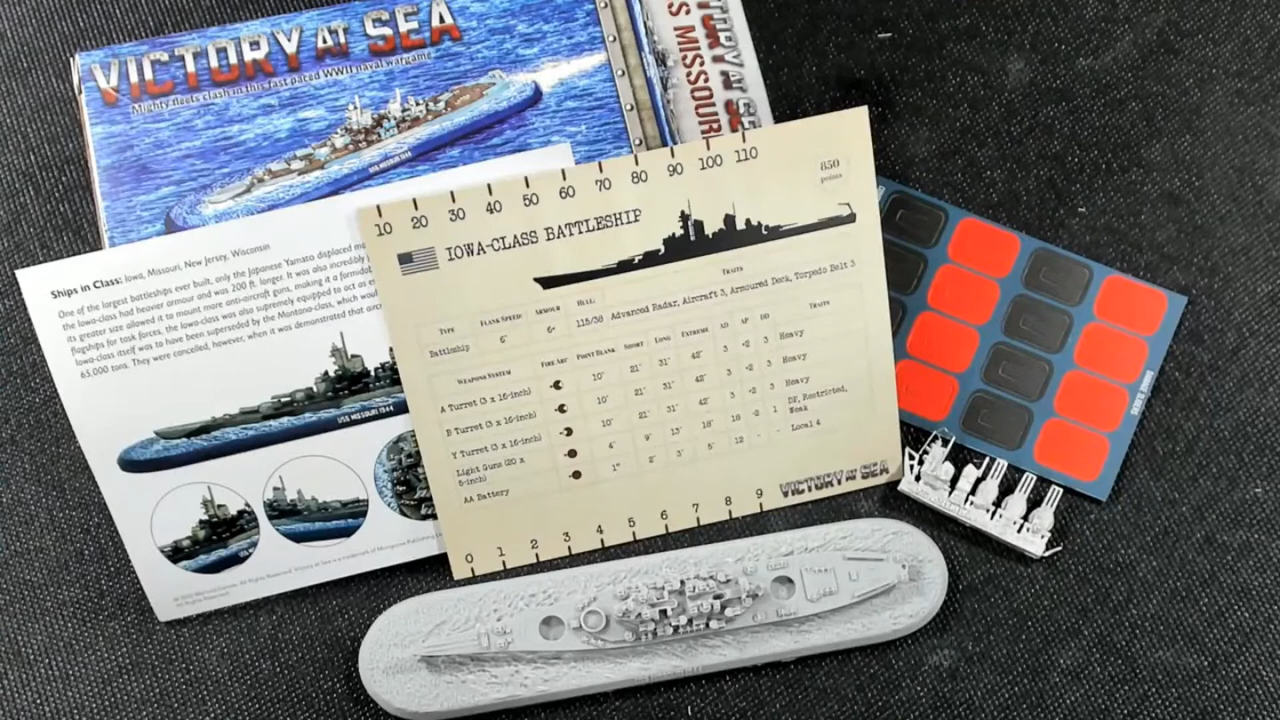 VICTORY AT SEA
Mighty fleets clash in this fast paced WWII naval wargame
USS MISSOURI 1944
VICTORY AT SEA
S MISSOURI
Ships in Class: Iowa, Missouri, New Jersey, Wisconsin
One of the largest battleships ever built, only the Japanese Yamato displaced
the Iowa-class had heavier armour and was 200 ft. longer. It was also incredibly
its greater size allowed it to mount more anti-aircraft guns, making it a
flagships for task forces, the Iowa-class was also supremely equipped to act as
Iowa-class itself was to have been superseded by the Montana-class, which
65,000 tons. They were cancelled, however, when it was demonstrated that
USS MISSOURI 1944
Victory at Sea is a trademark of Mongoose
All Rights Reserved
10 20 30 40 50 60 70 80 90 100 110
850
points
IOWA-CLASS BATTLESHIP
TYPE FLANK SPEED ARMOUR HULL TRAITS
Battleship 6" 6+ 115/38 Advanced Radar, Aircraft 3, Armoured Deck, Torpedo Belt 3
WEAPONS SYSTEM FIRE ARC POINT BLANK SHORT LONG EXTREME AD AP DD TRAITS
A Turret (3 x 16-inch) 10" 21" 31" 42" 3 -2 3 Heavy
B Turret (3 x 16-inch) 10" 21" 31" 42" 3 -2 3 Heavy
Y Turret (3 x 16-inch) 10" 21" 31" 42" 3 -2 3 Heavy
Light Guns (20 x 5-inch) 4" 9" 13" 18" 18 -2 1 DP, Restricted, Weak
AA Battery 1" 2" 3" 5" 12 - - Local 4
VICTORY AT SEA
0 1 2 3 4 5 6 7 8 9